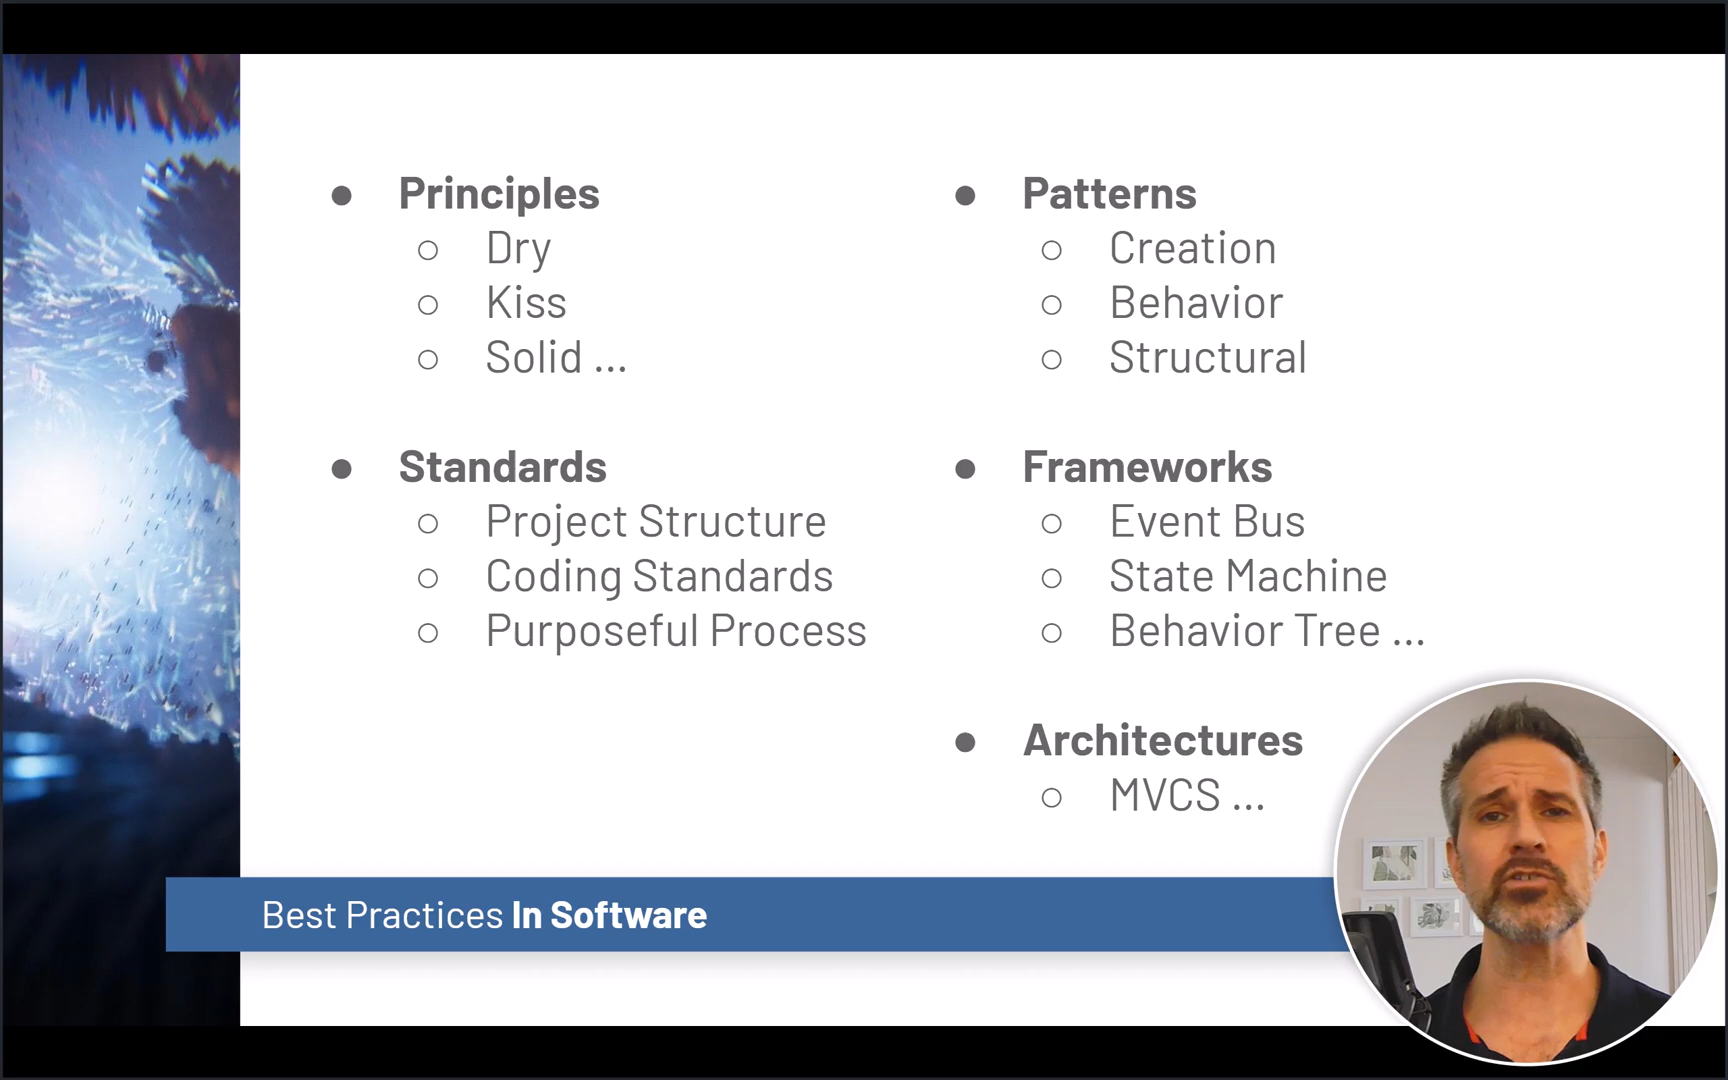 Principles
Dry
Kiss
Solid ...
Standards
Project Structure
Coding Standards
Purposeful Process
Patterns
Creation
Behavior
Structural
Frameworks
Event Bus
State Machine
Behavior Tree ...
Architectures
MVCS ...
Best Practices In Software